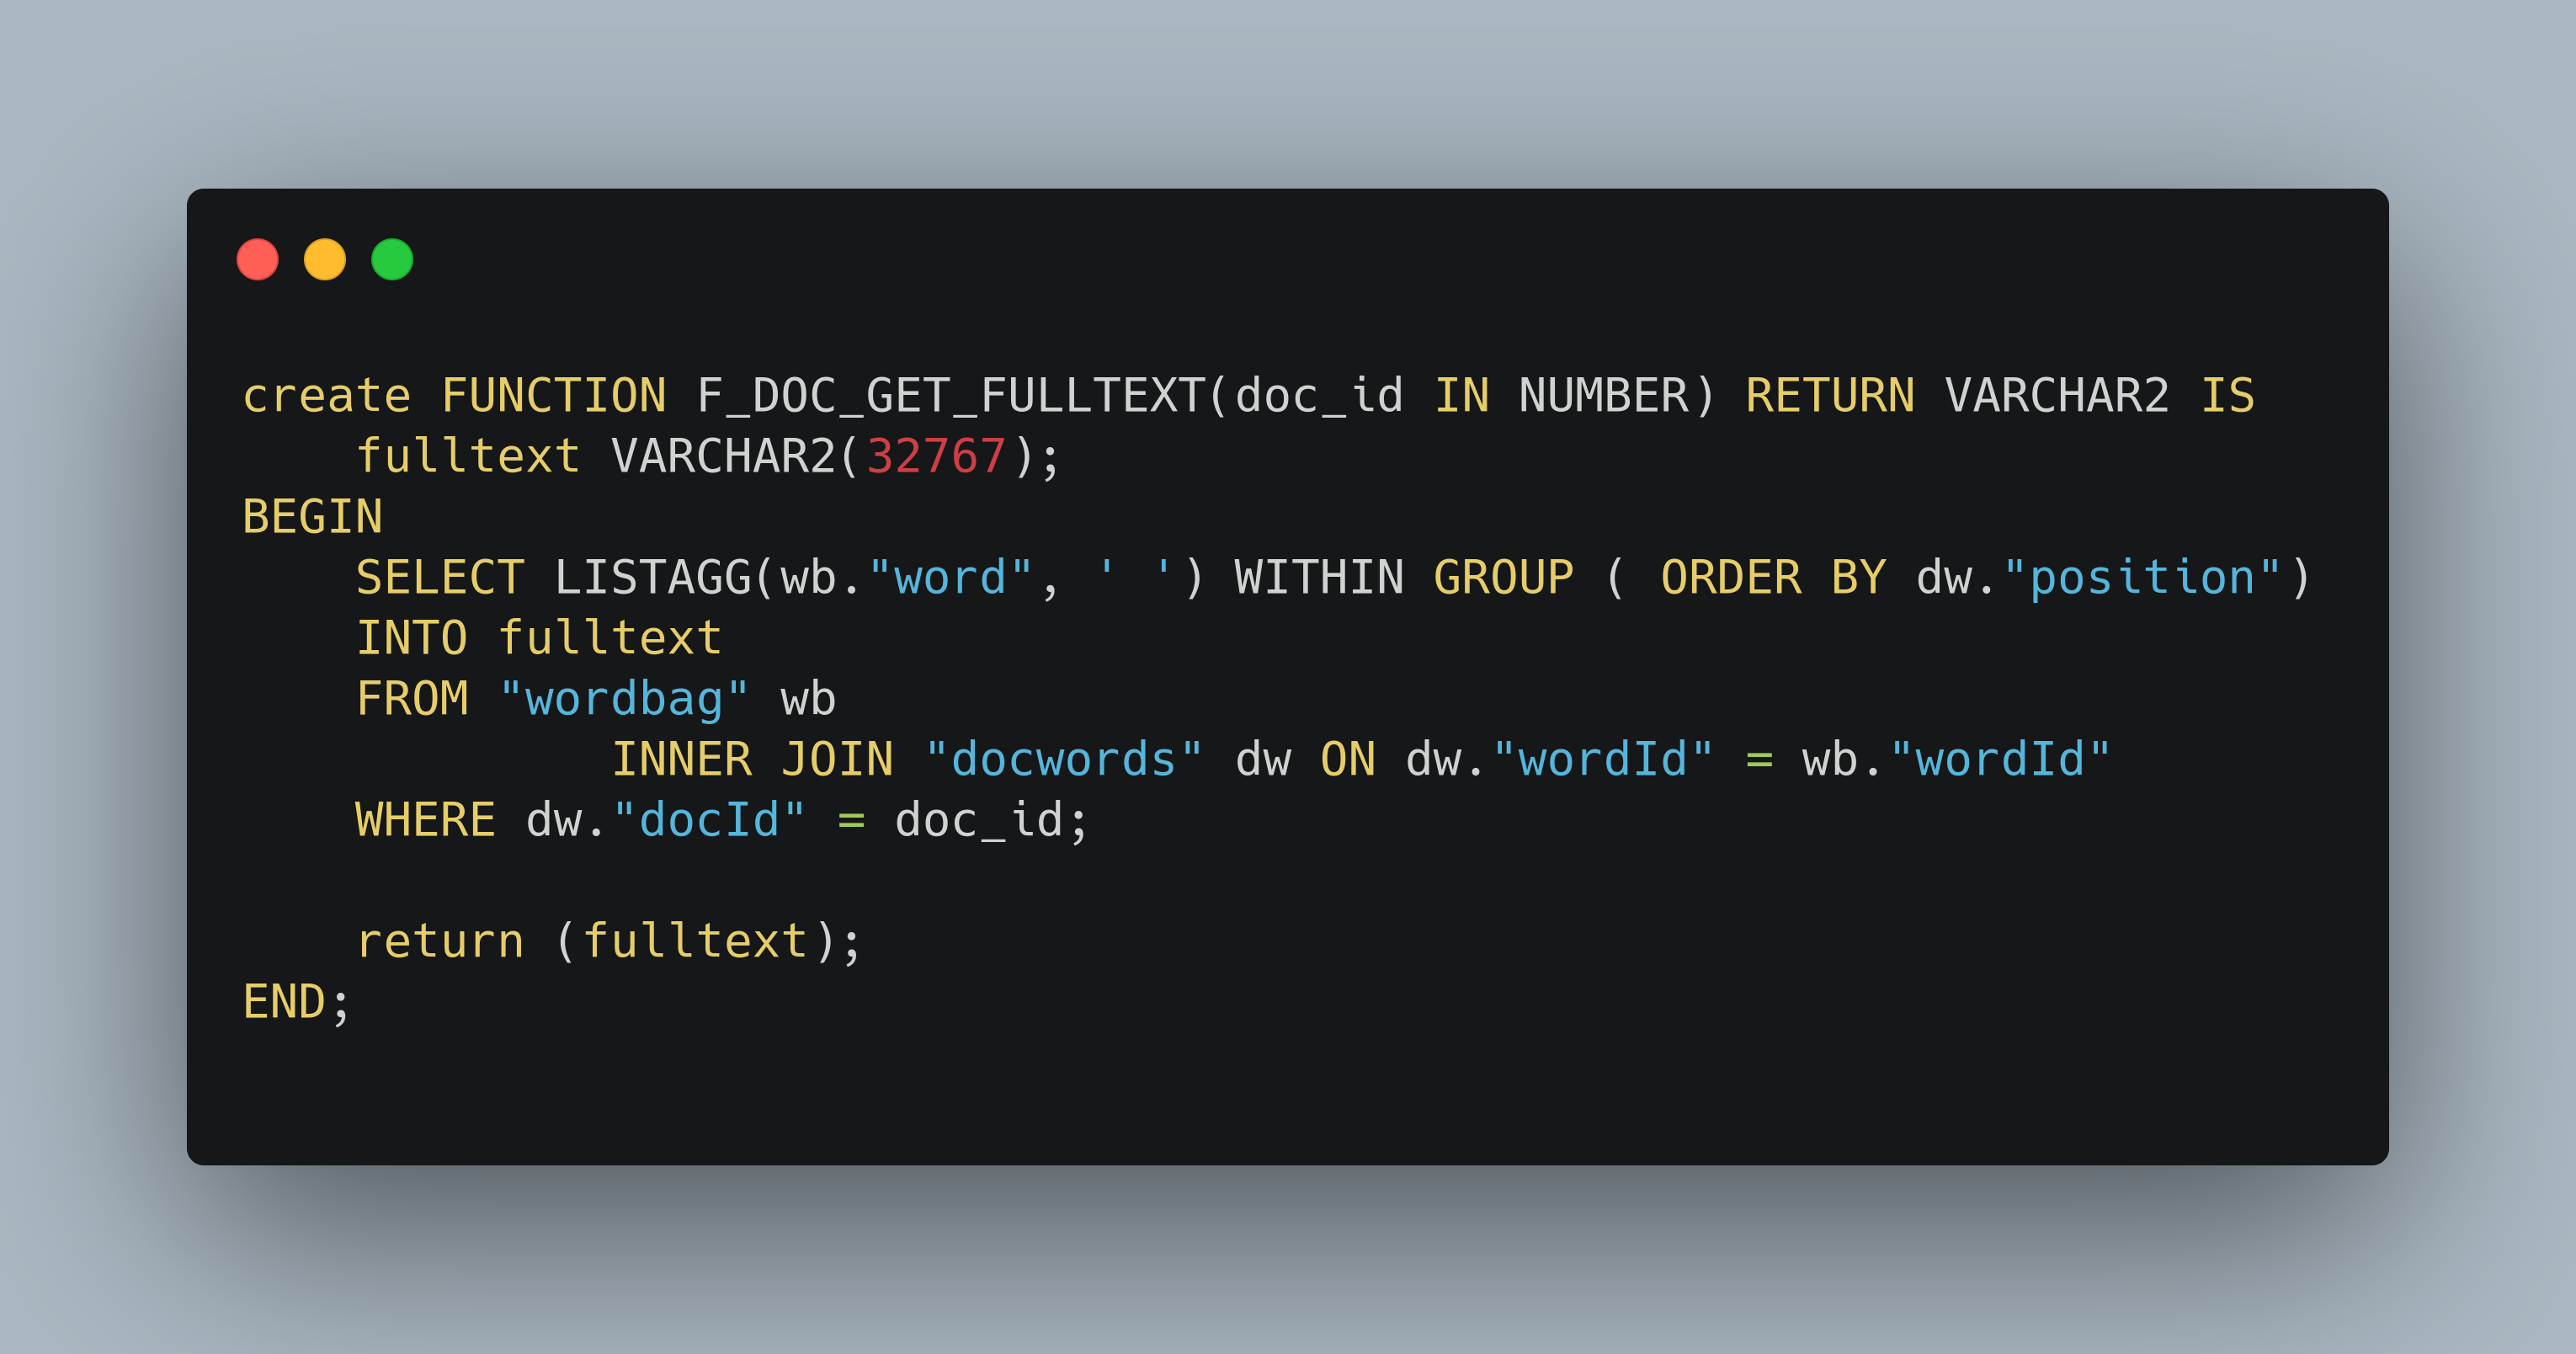 create FUNCTION F_DOC_GET_FULLTEXT(doc_id IN NUMBER) RETURN VARCHAR2 IS
    fulltext VARCHAR2(32767);
BEGIN
    SELECT LISTAGG(wb."word", ' ') WITHIN GROUP ( ORDER BY dw."position")
    INTO fulltext
    FROM "wordbag" wb
             INNER JOIN "docwords" dw ON dw."wordId" = wb."wordId"
    WHERE dw."docId" = doc_id;

    return (fulltext);
END;